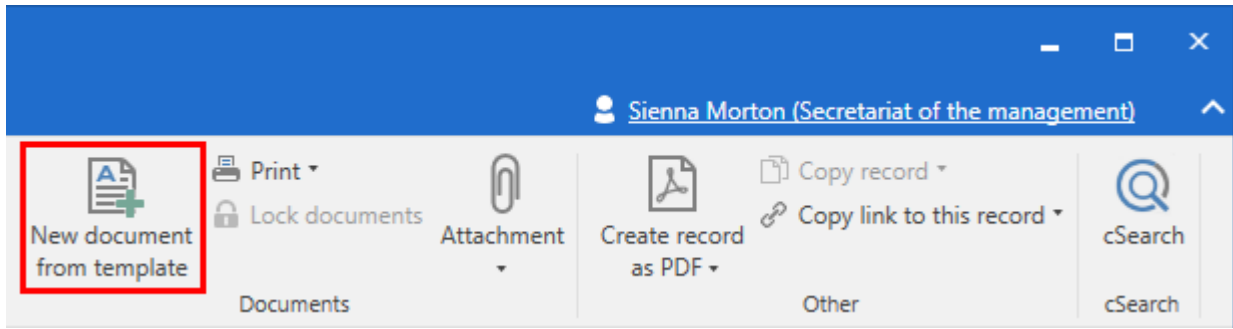 Sienna Morton (Secretariat of the management)
New document
from template
Print
Lock documents
Attachment
Documents
Create record
as PDF
Copy record
Copy link to this record
Other
cSearch
cSearch